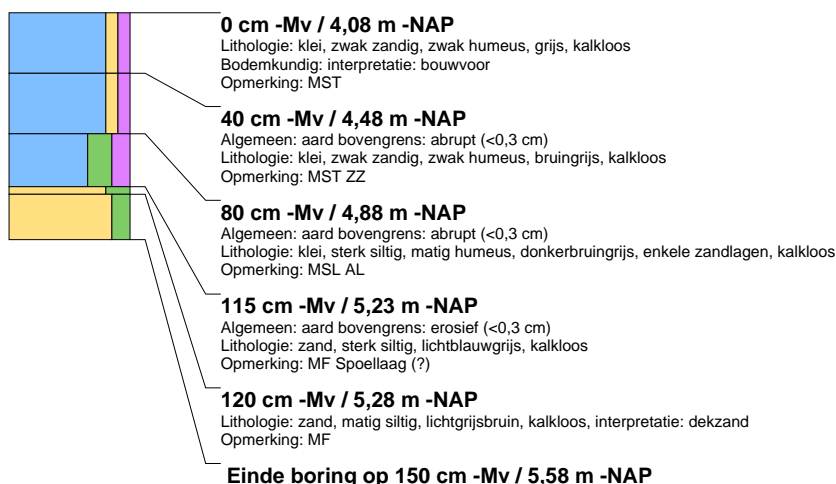 0 cm -Mv / 4,08 m -NAP
Lithologie: klei, zwak zandig, zwak humeus, grijs, kalkloos
Bodemkundig: interpretatie: bouwvoor
Opmerking: MST
40 cm -Mv / 4,48 m -NAP
Algemeen: aard bovengrens: abrupt (<0,3 cm)
Lithologie: klei, zwak zandig, zwak humeus, bruingrijs, kalkloos
Opmerking: MST ZZ
80 cm -Mv / 4,88 m -NAP
Algemeen: aard bovengrens: abrupt (<0,3 cm)
Lithologie: klei, sterk siltig, matig humeus, donkerbruingrijs, enkele zandlagen, kalkloos
Opmerking: MSL AL
115 cm -Mv / 5,23 m -NAP
Algemeen: aard bovengrens: erosief (<0,3 cm)
Lithologie: zand, sterk siltig, lichtblauwgrijs, kalkloos
Opmerking: MF Spoellaag (?)
120 cm -Mv / 5,28 m -NAP
Lithologie: zand, matig siltig, lichtgrijsbruin, kalkloos, interpretatie: dekzand
Opmerking: MF
Einde boring op 150 cm -Mv / 5,58 m -NAP